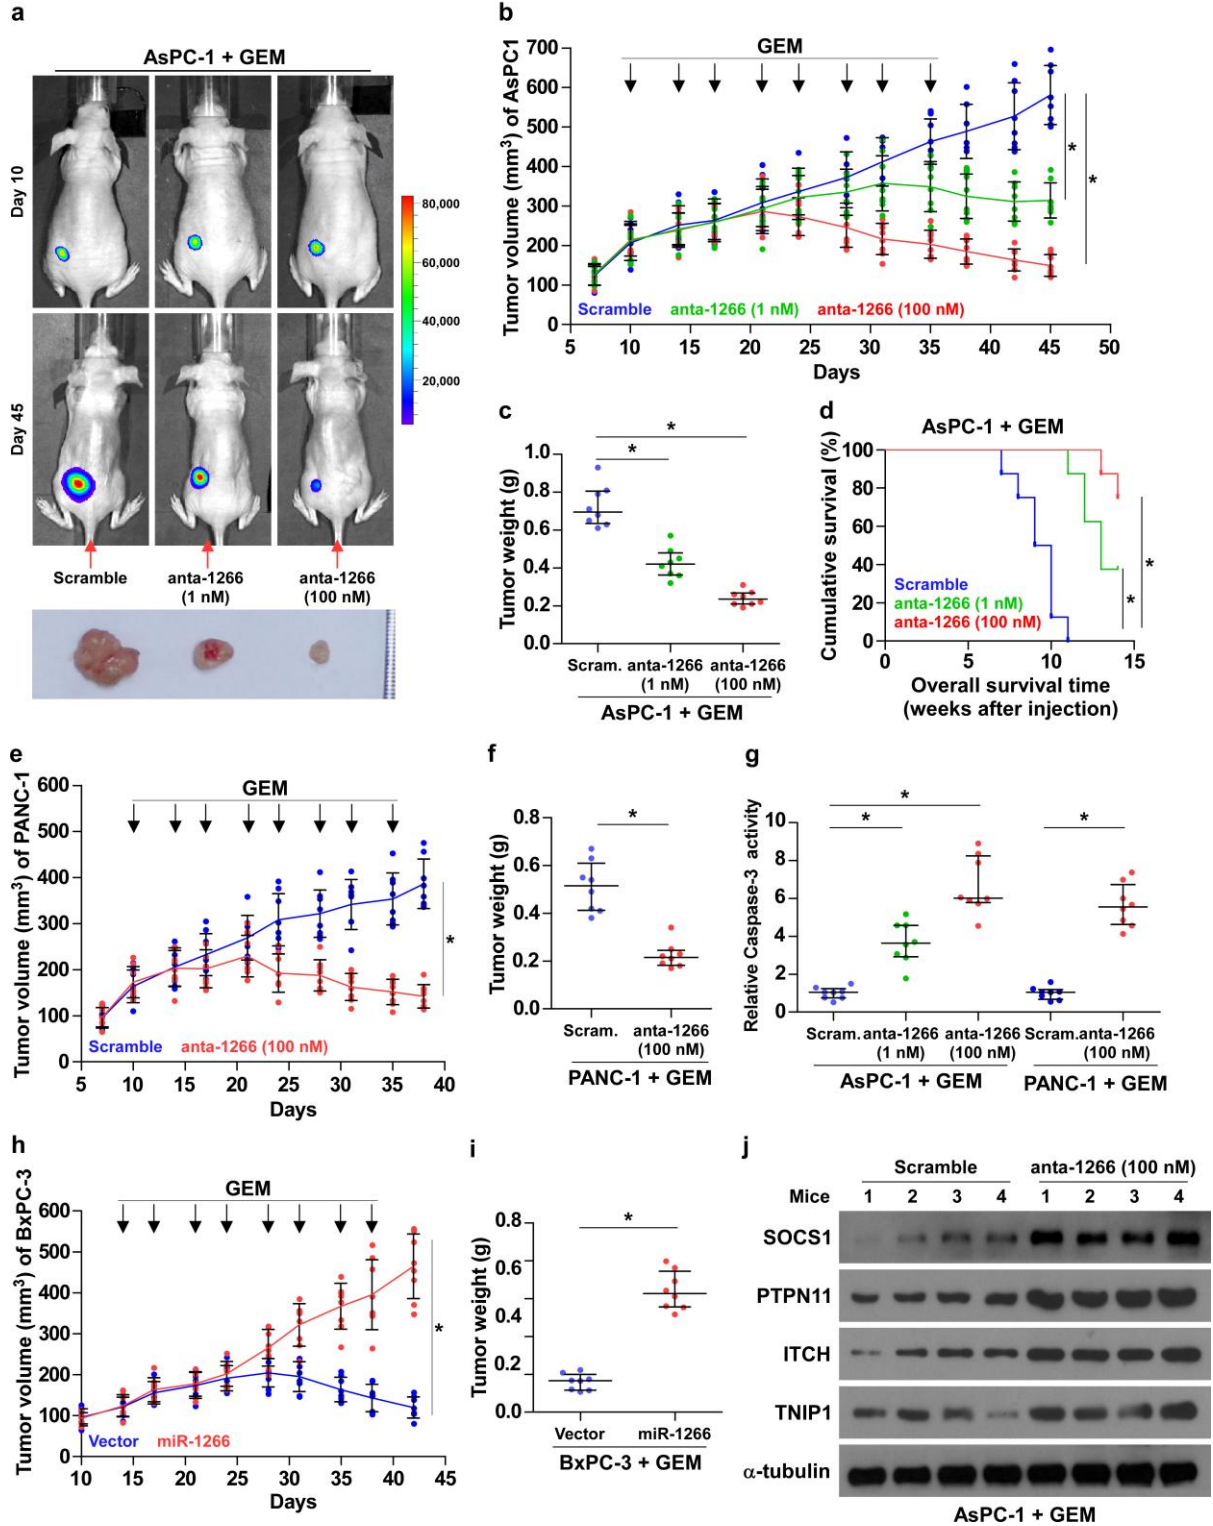 a
AsPC-1 + GEM
Day 10
80,000
60,000
40,000
20,000
Day 45
Scramble anta-1266 (1 nM) anta-1266 (100 nM)
b
GEM
Tumor volume (mm³) of AsPC1
700
600
500
400
300
200
100
0
Scramble anta-1266 (1 nM) anta-1266 (100 nM)
* *
5 10 15 20 25 30 35 40 45 50
Days
c
Tumor weight (g)
1.0
0.8
0.6
0.4
0.2
0.0
*
*
Scram. anta-1266 (1 nM) anta-1266 (100 nM)
AsPC-1 + GEM
d
AsPC-1 + GEM
Cumulative survival (%)
100
80
60
40
20
0
Scramble
anta-1266 (1 nM)
anta-1266 (100 nM)
* *
0 5 10 15
Overall survival time
(weeks after injection)
e
GEM
Tumor volume (mm³) of PANC-1
600
500
400
300
200
100
0
*
Scramble anta-1266 (100 nM)
5 10 15 20 25 30 35 40
Days
f
Tumor weight (g)
0.8
0.6
0.4
0.2
0.0
*
Scram. anta-1266 (100 nM)
PANC-1 + GEM
g
Relative Caspase-3 activity
10
8
6
4
2
0
*
* *
Scram. anta-1266 (1 nM) anta-1266 (100 nM) Scram. anta-1266 (100 nM)
AsPC-1 + GEM PANC-1 + GEM
h
GEM
Tumor volume (mm³) of BxPC-3
600
500
400
300
200
100
0
*
Vector miR-1266
10 15 20 25 30 35 40 45
Days
i
Tumor weight (g)
0.8
0.6
0.4
0.2
0.0
*
Vector miR-1266
BxPC-3 + GEM
j
Scramble anta-1266 (100 nM)
Mice 1 2 3 4 1 2 3 4
SOCS1
PTPN11
ITCH
TNIP1
α-tubulin
AsPC-1 + GEM